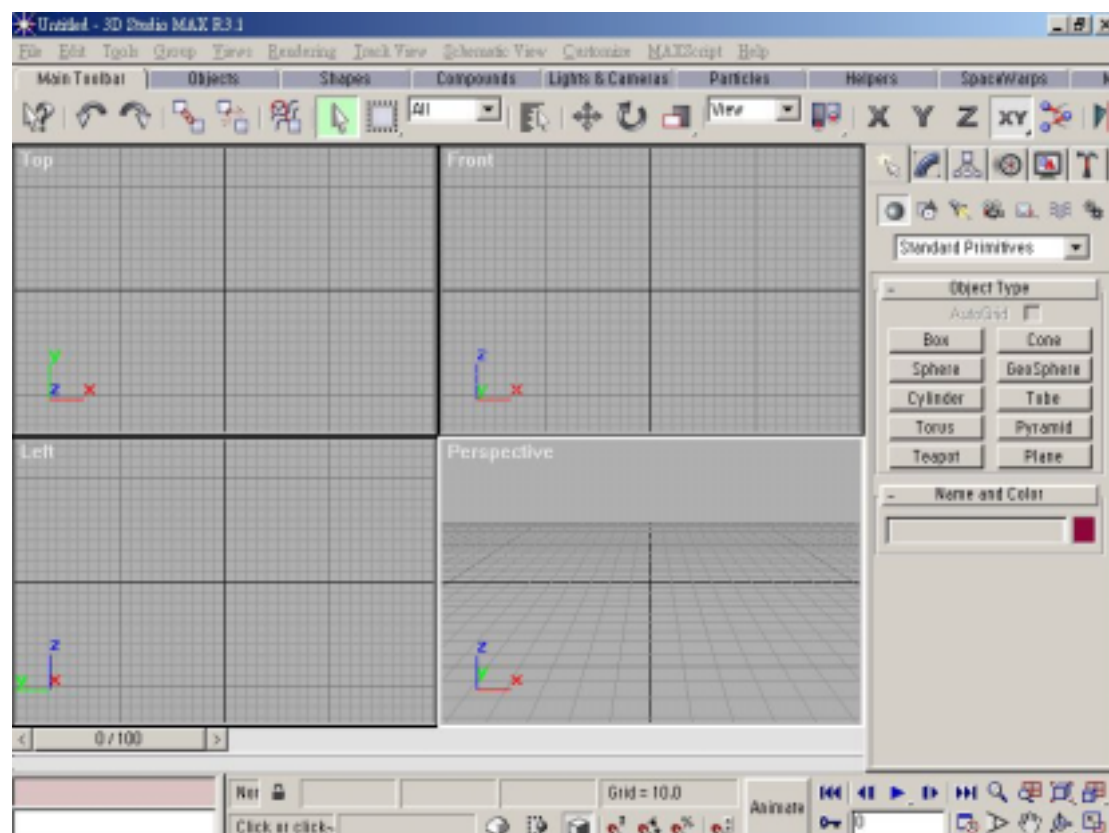 Untitled - 3D Studio MAX R3.1
File Edit Tools Group Views Rendering Track View Schematic View Customize MAXScript Help
Main Toolbar Objects Shapes Compounds Lights & Cameras Particles Helpers SpaceWarps
All View X Y Z XY
Top Front
Standard Primitives
Object Type
AutoGrid
Box Cone
Sphere GeoSphere
Cylinder Tube
Torus Pyramid
Teapot Plane
Name and Color
y z x
z y x
Left Perspective
z y x
z y x
< 0 / 100 >
Nor Grid = 10.0 Animate
Click or click- 0